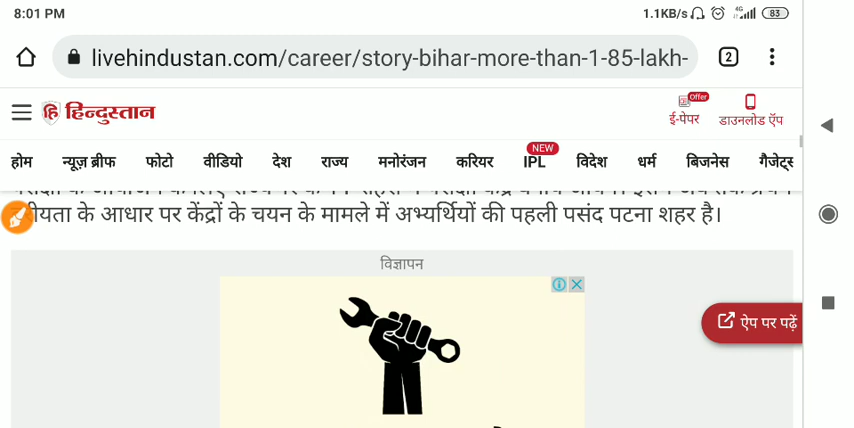 8:01 PM 1.1KB/s 4G 83
livehindustan.com/career/story-bihar-more-than-1-85-lakh- 2
हि हिन्दुस्तान Offer ई-पेपर डाउनलोड ऍप
होम न्यूज़ ब्रीफ फोटो वीडियो देश राज्य मनोरंजन करियर IPL NEW विदेश धर्म बिजनेस गैजेट्स
के आधार पर केंद्रों के चयन के मामले में अभ्यर्थियों की पहली पसंद पटना शहर है।
विज्ञापन
ऐप पर पढ़ें